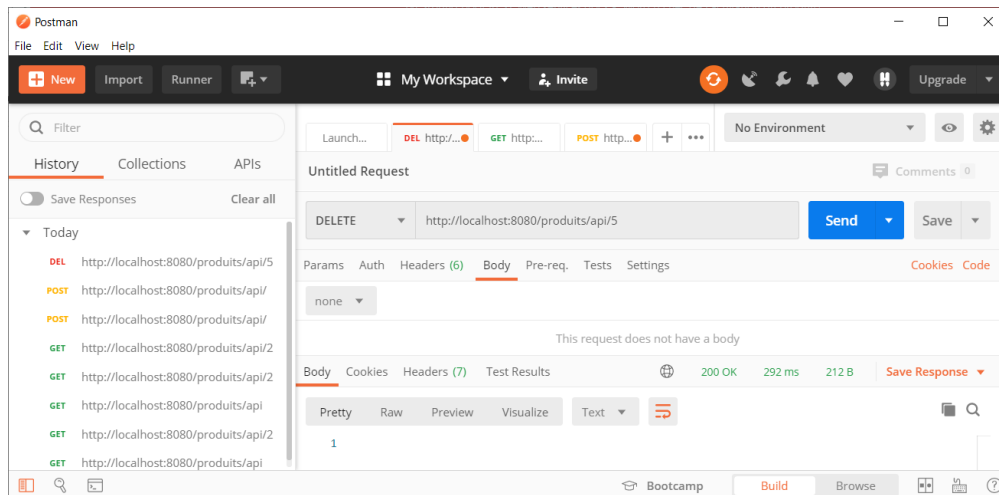 Postman
File Edit View Help
New Import Runner My Workspace Invite Upgrade
Filter
History Collections APIs
Save Responses Clear all
Today
DEL http://localhost:8080/produits/api/5
POST http://localhost:8080/produits/api/
POST http://localhost:8080/produits/api/
GET http://localhost:8080/produits/api/2
GET http://localhost:8080/produits/api/2
GET http://localhost:8080/produits/api
GET http://localhost:8080/produits/api/2
GET http://localhost:8080/produits/api
Launch... DEL http:/... GET http:... POST http... No Environment
Untitled Request Comments 0
DELETE http://localhost:8080/produits/api/5 Send Save
Params Auth Headers (6) Body Pre-req. Tests Settings Cookies Code
none
This request does not have a body
Body Cookies Headers (7) Test Results 200 OK 292 ms 212 B Save Response
Pretty Raw Preview Visualize Text
1
Bootcamp Build Browse